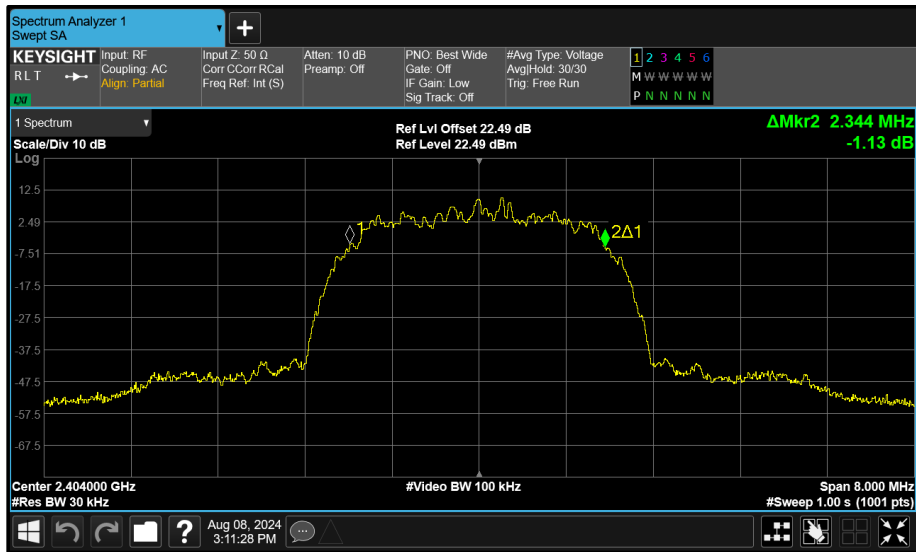 Spectrum Analyzer 1
Swept SA
+
KEYSIGHT
RLT
LXI
Input: RF
Coupling: AC
Align: Partial
Input Z: 50 Ω
Corr CCorr RCal
Freq Ref: Int (S)
Atten: 10 dB
Preamp: Off
PNO: Best Wide
Gate: Off
IF Gain: Low
Sig Track: Off
#Avg Type: Voltage
Avg|Hold: 30/30
Trig: Free Run
1 2 3 4 5 6
M W W W W W
P N N N N N
1 Spectrum
Scale/Div 10 dB
Ref Lvl Offset 22.49 dB
Ref Level 22.49 dBm
ΔMkr2 2.344 MHz
-1.13 dB
Log
12.5
2.49
-7.51
-17.5
-27.5
-37.5
-47.5
-57.5
-67.5
1
2Δ1
Center 2.404000 GHz
#Video BW 100 kHz
Span 8.000 MHz
#Res BW 30 kHz
#Sweep 1.00 s (1001 pts)
?
Aug 08, 2024
3:11:28 PM